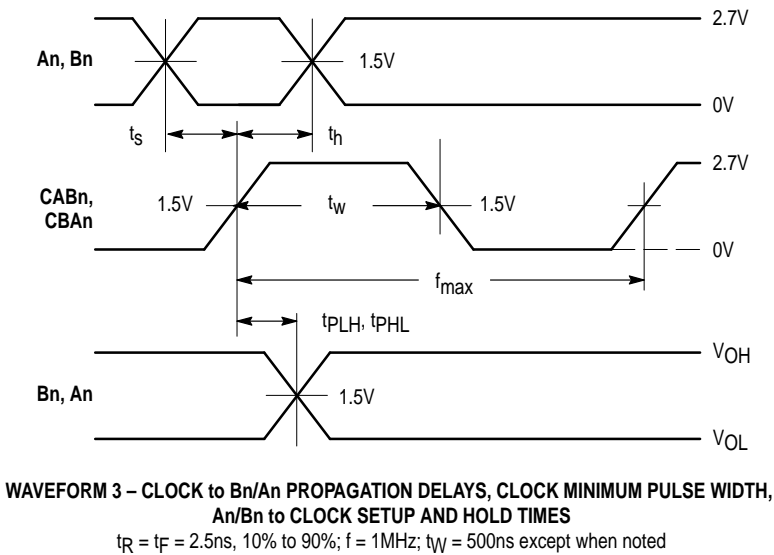 2.7V
An, Bn
1.5V
0V
ts
th
2.7V
CABn,
CBAn
1.5V
tw
1.5V
0V
fmax
tPLH, tPHL
VOH
Bn, An
1.5V
VOL
WAVEFORM 3 – CLOCK to Bn/An PROPAGATION DELAYS, CLOCK MINIMUM PULSE WIDTH,
An/Bn to CLOCK SETUP AND HOLD TIMES
tR = tF = 2.5ns, 10% to 90%; f = 1MHz; tW = 500ns except when noted